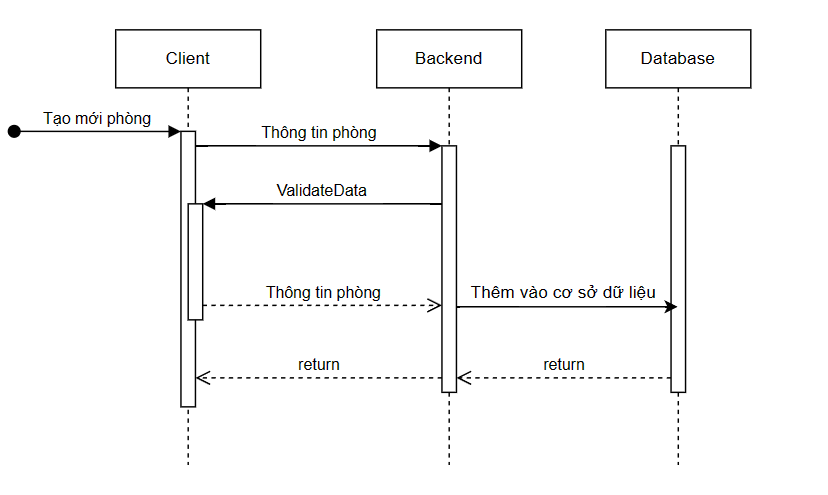 Client
Backend
Database
Tạo mới phòng
Thông tin phòng
ValidateData
Thông tin phòng
Thêm vào cơ sở dữ liệu
return
return